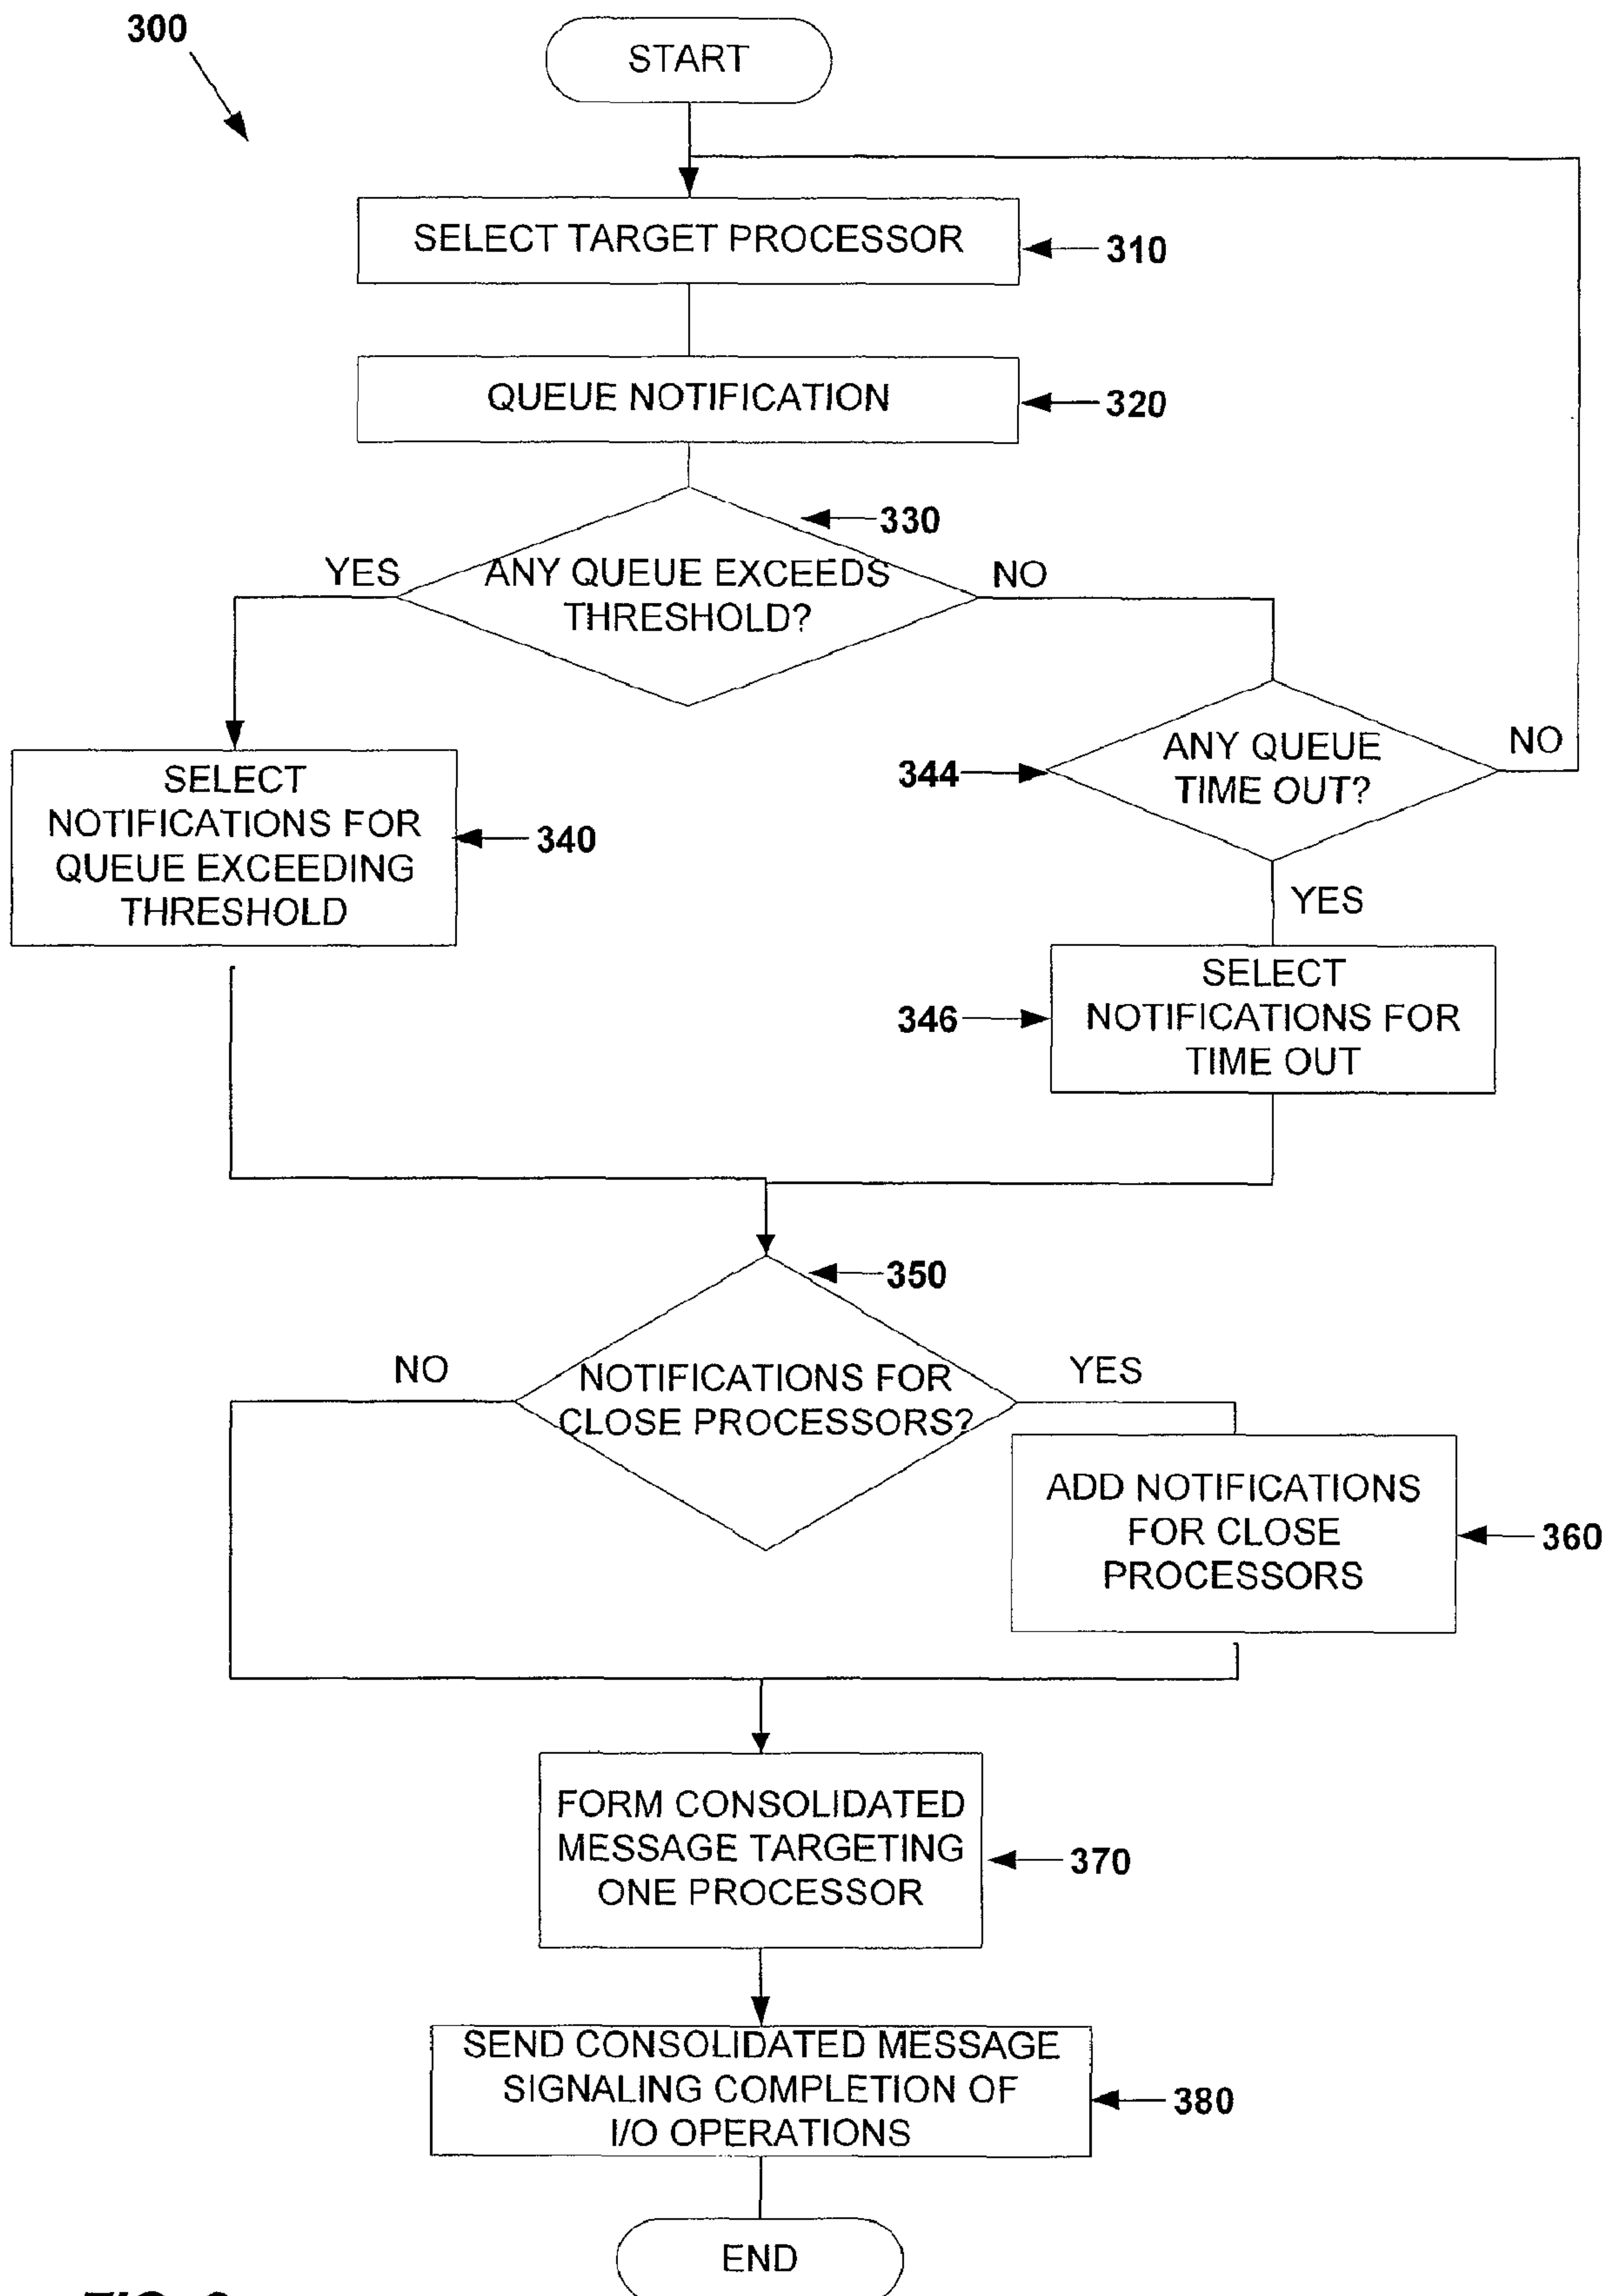 300
START
SELECT TARGET PROCESSOR
310
QUEUE NOTIFICATION
320
330
YES
ANY QUEUE EXCEEDS
THRESHOLD?
NO
SELECT
NOTIFICATIONS FOR
QUEUE EXCEEDING
THRESHOLD
340
344
ANY QUEUE
TIME OUT?
NO
YES
346
SELECT
NOTIFICATIONS FOR
TIME OUT
350
NO
NOTIFICATIONS FOR
CLOSE PROCESSORS?
YES
ADD NOTIFICATIONS
FOR CLOSE
PROCESSORS
360
FORM CONSOLIDATED
MESSAGE TARGETING
ONE PROCESSOR
370
SEND CONSOLIDATED MESSAGE
SIGNALING COMPLETION OF
I/O OPERATIONS
380
END